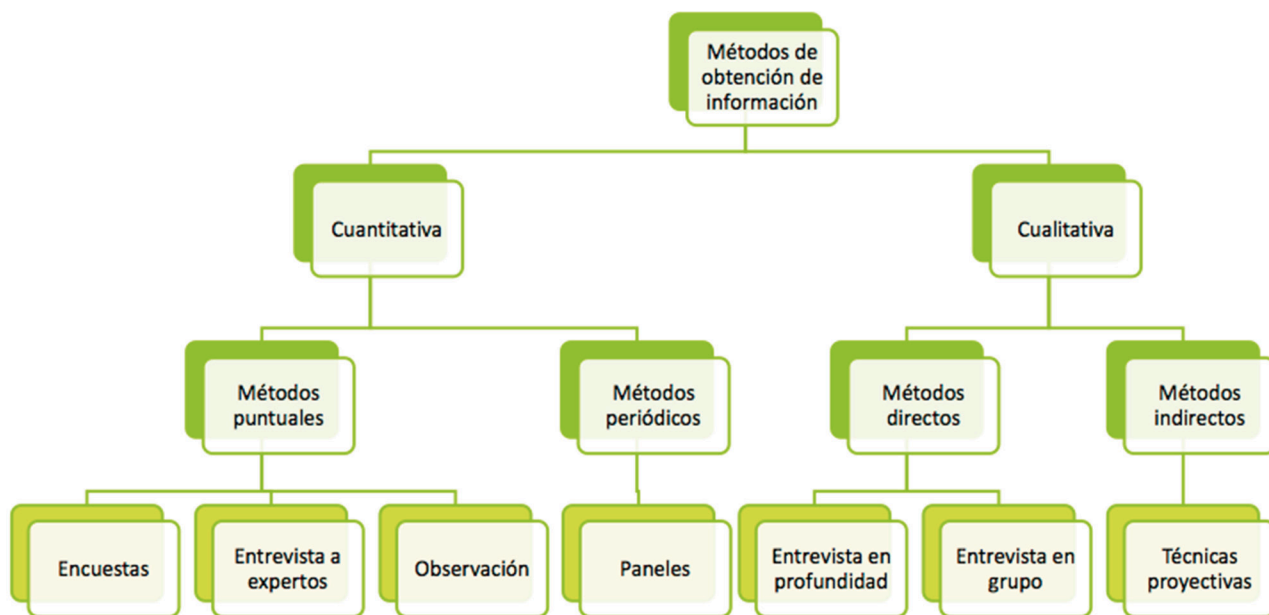 Métodos de
obtención de
información
Cuantitativa
Cualitativa
Métodos
puntuales
Métodos
periódicos
Métodos
directos
Métodos
indirectos
Encuestas
Entrevista a
expertos
Observación
Paneles
Entrevista en
profundidad
Entrevista en
grupo
Técnicas
proyectivas